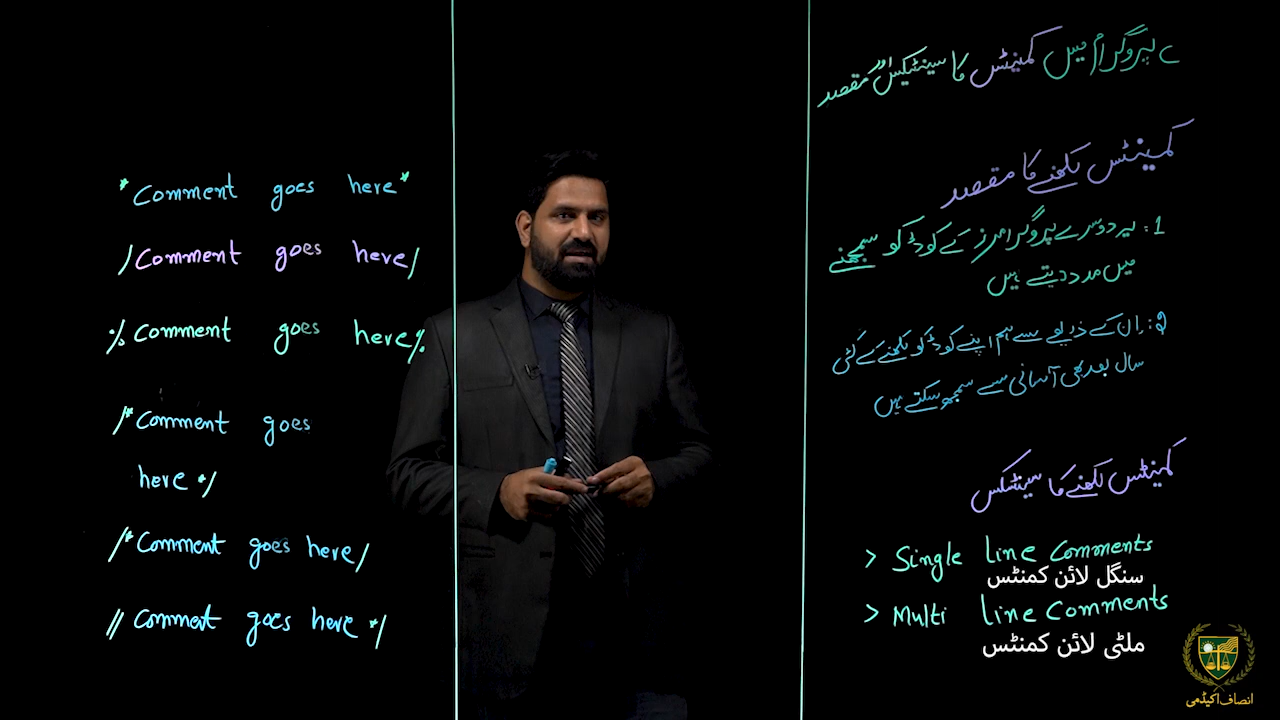 * Comment goes here *
/ Comment goes here /
% Comment goes here %
/* Comment goes
here */
/* Comment goes here /
// Comment goes here */
ے پروگرام میں کمینٹس کا سینٹیکس اور مقصد
کمینٹس لکھنے کا مقصد
1: یہ دوسرے پروگرامرز کے کوڈ کو سمجھنے
میں مدد دیتے ہیں
2: اِن کے ذریعے سے ہم اپنے کوڈ کو لکھنے کے کئی
سال بعد بھی آسانی سے سمجھ سکتے ہیں
کمینٹس لکھنے کا سینٹیکس
> Single line Comments
سنگل لائن کمنٹس
> Multi line Comments
ملٹی لائن کمنٹس
انصاف اکیڈمی